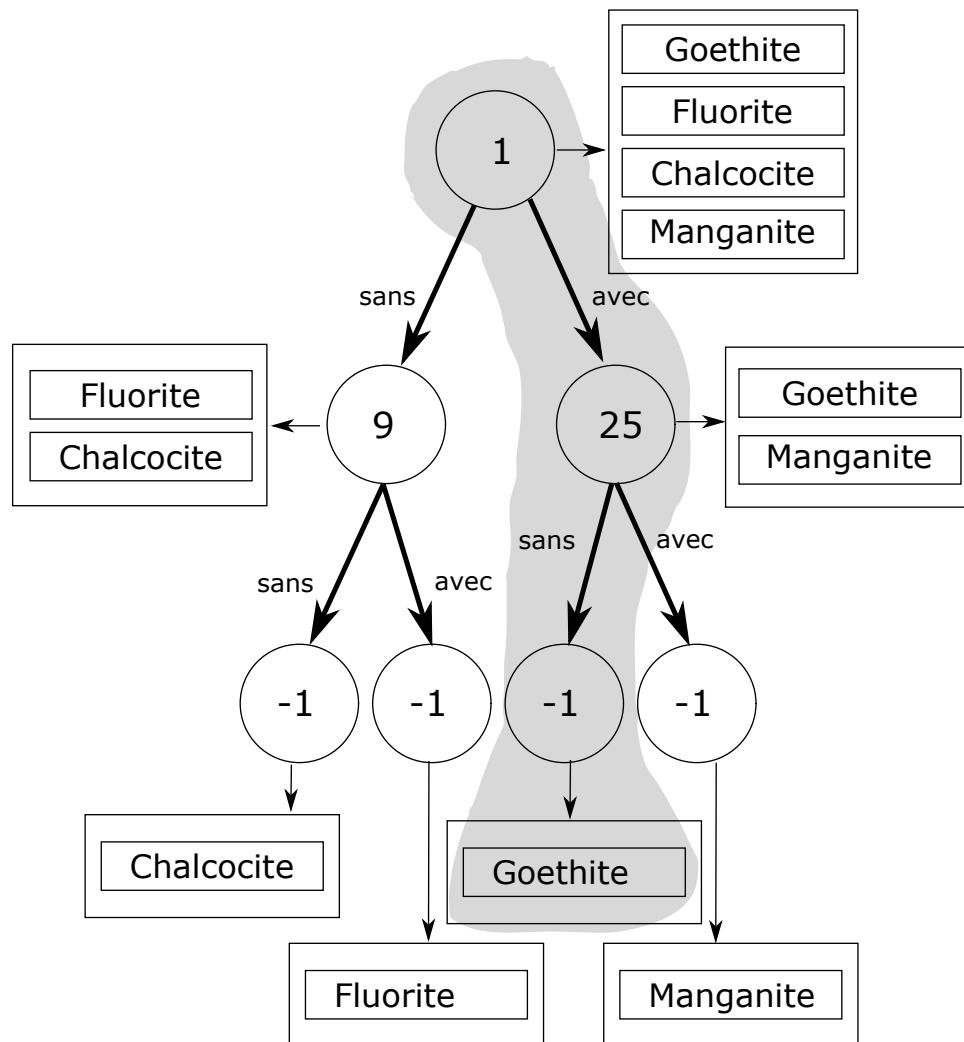 Goethite
Fluorite
1
Chalcocite
Manganite
sans
avec
Fluorite
Chalcocite
9
25
Goethite
Manganite
sans
avec
sans
avec
-1
-1
-1
-1
Chalcocite
Goethite
Fluorite
Manganite